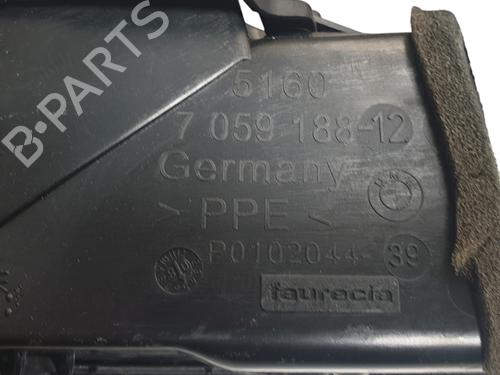 B-PARTS
5160
7 059 188-12
Germany
> PPE <
P0102044-39
faurecia